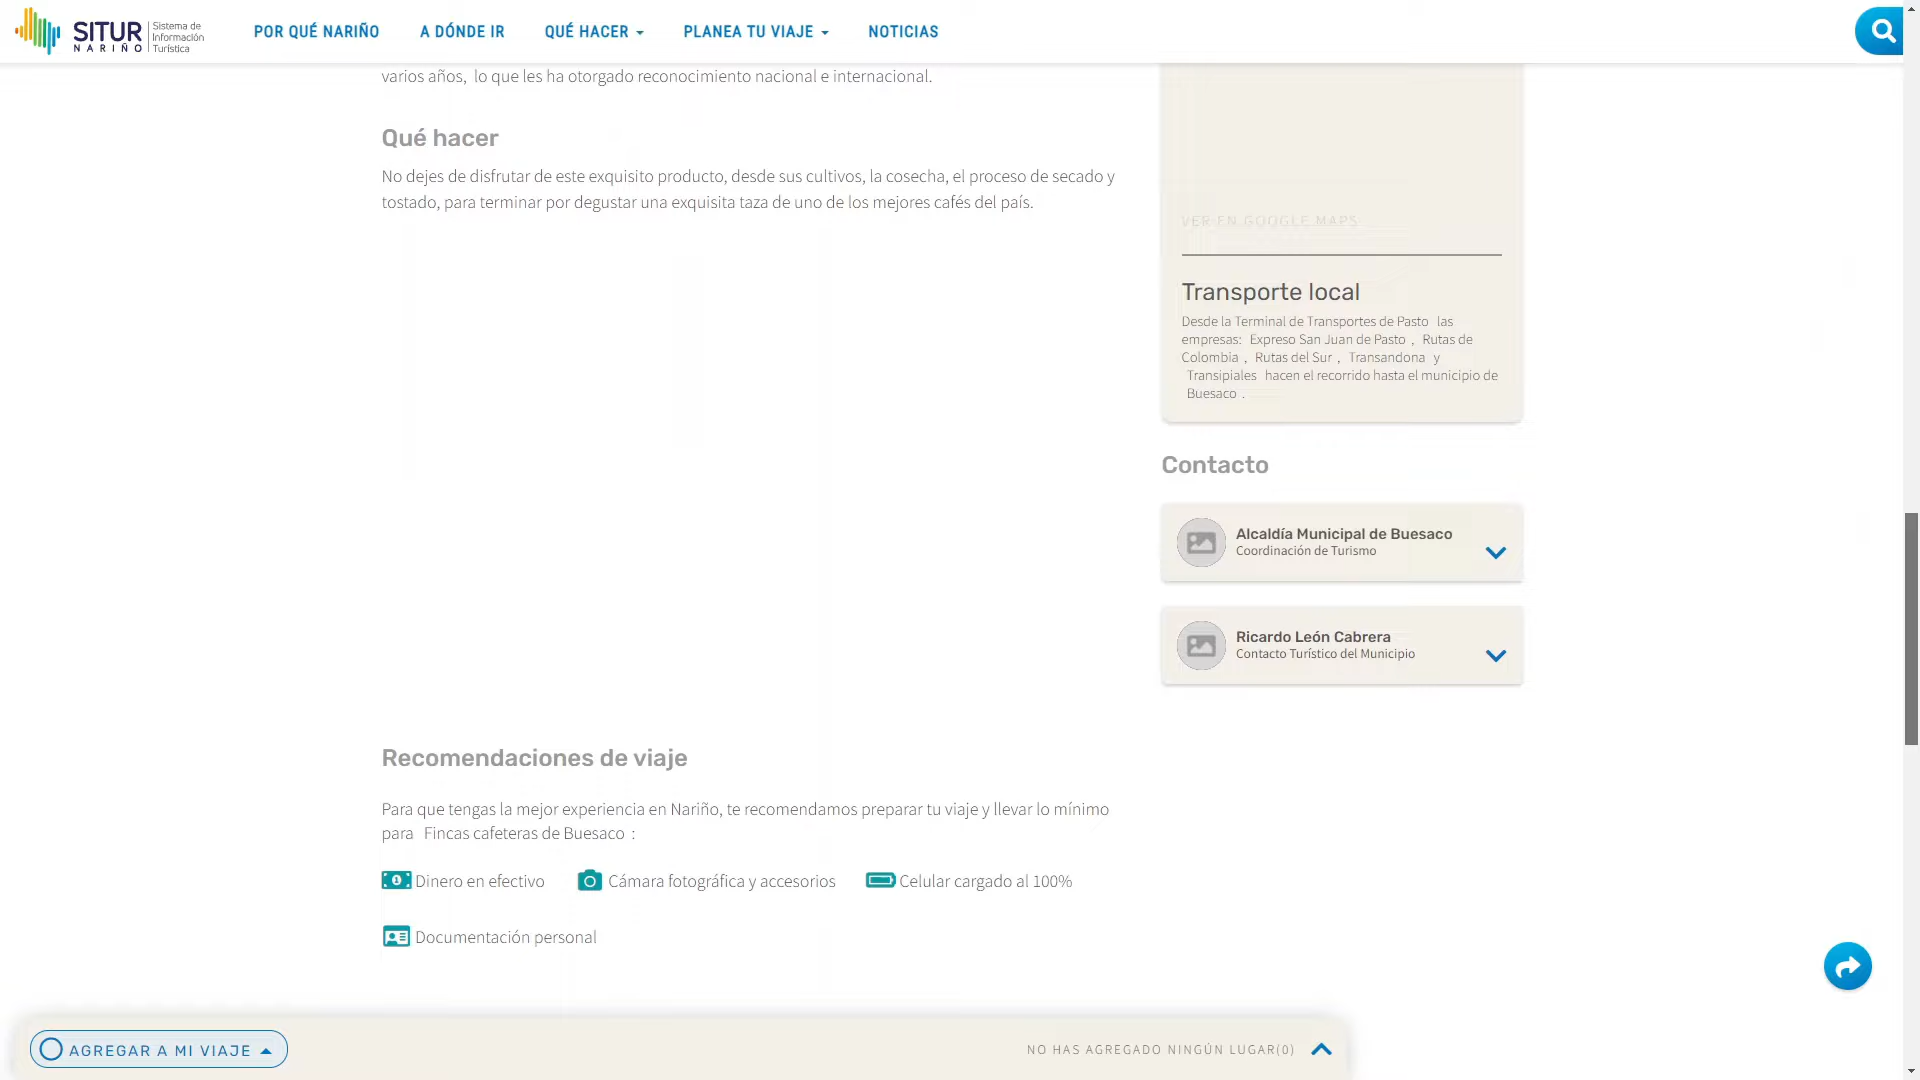 SITUR
NARIÑO
Sistema de
Información
Turística
POR QUÉ NARIÑO
A DÓNDE IR
QUÉ HACER
PLANEA TU VIAJE
NOTICIAS
varios años, lo que les ha otorgado reconocimiento nacional e internacional.
Qué hacer
No dejes de disfrutar de este exquisito producto, desde sus cultivos, la cosecha, el proceso de secado y
tostado, para terminar por degustar una exquisita taza de uno de los mejores cafés del país.
VER EN GOOGLE MAPS
Transporte local
Desde la Terminal de Transportes de Pasto las
empresas: Expreso San Juan de Pasto , Rutas de
Colombia , Rutas del Sur , Transandona y
Transipiales hacen el recorrido hasta el municipio de
Buesaco .
Contacto
Alcaldía Municipal de Buesaco
Coordinación de Turismo
Ricardo León Cabrera
Contacto Turístico del Municipio
Recomendaciones de viaje
Para que tengas la mejor experiencia en Nariño, te recomendamos preparar tu viaje y llevar lo mínimo
para Fincas cafeteras de Buesaco :
Dinero en efectivo
Cámara fotográfica y accesorios
Celular cargado al 100%
Documentación personal
AGREGAR A MI VIAJE
NO HAS AGREGADO NINGÚN LUGAR(0)